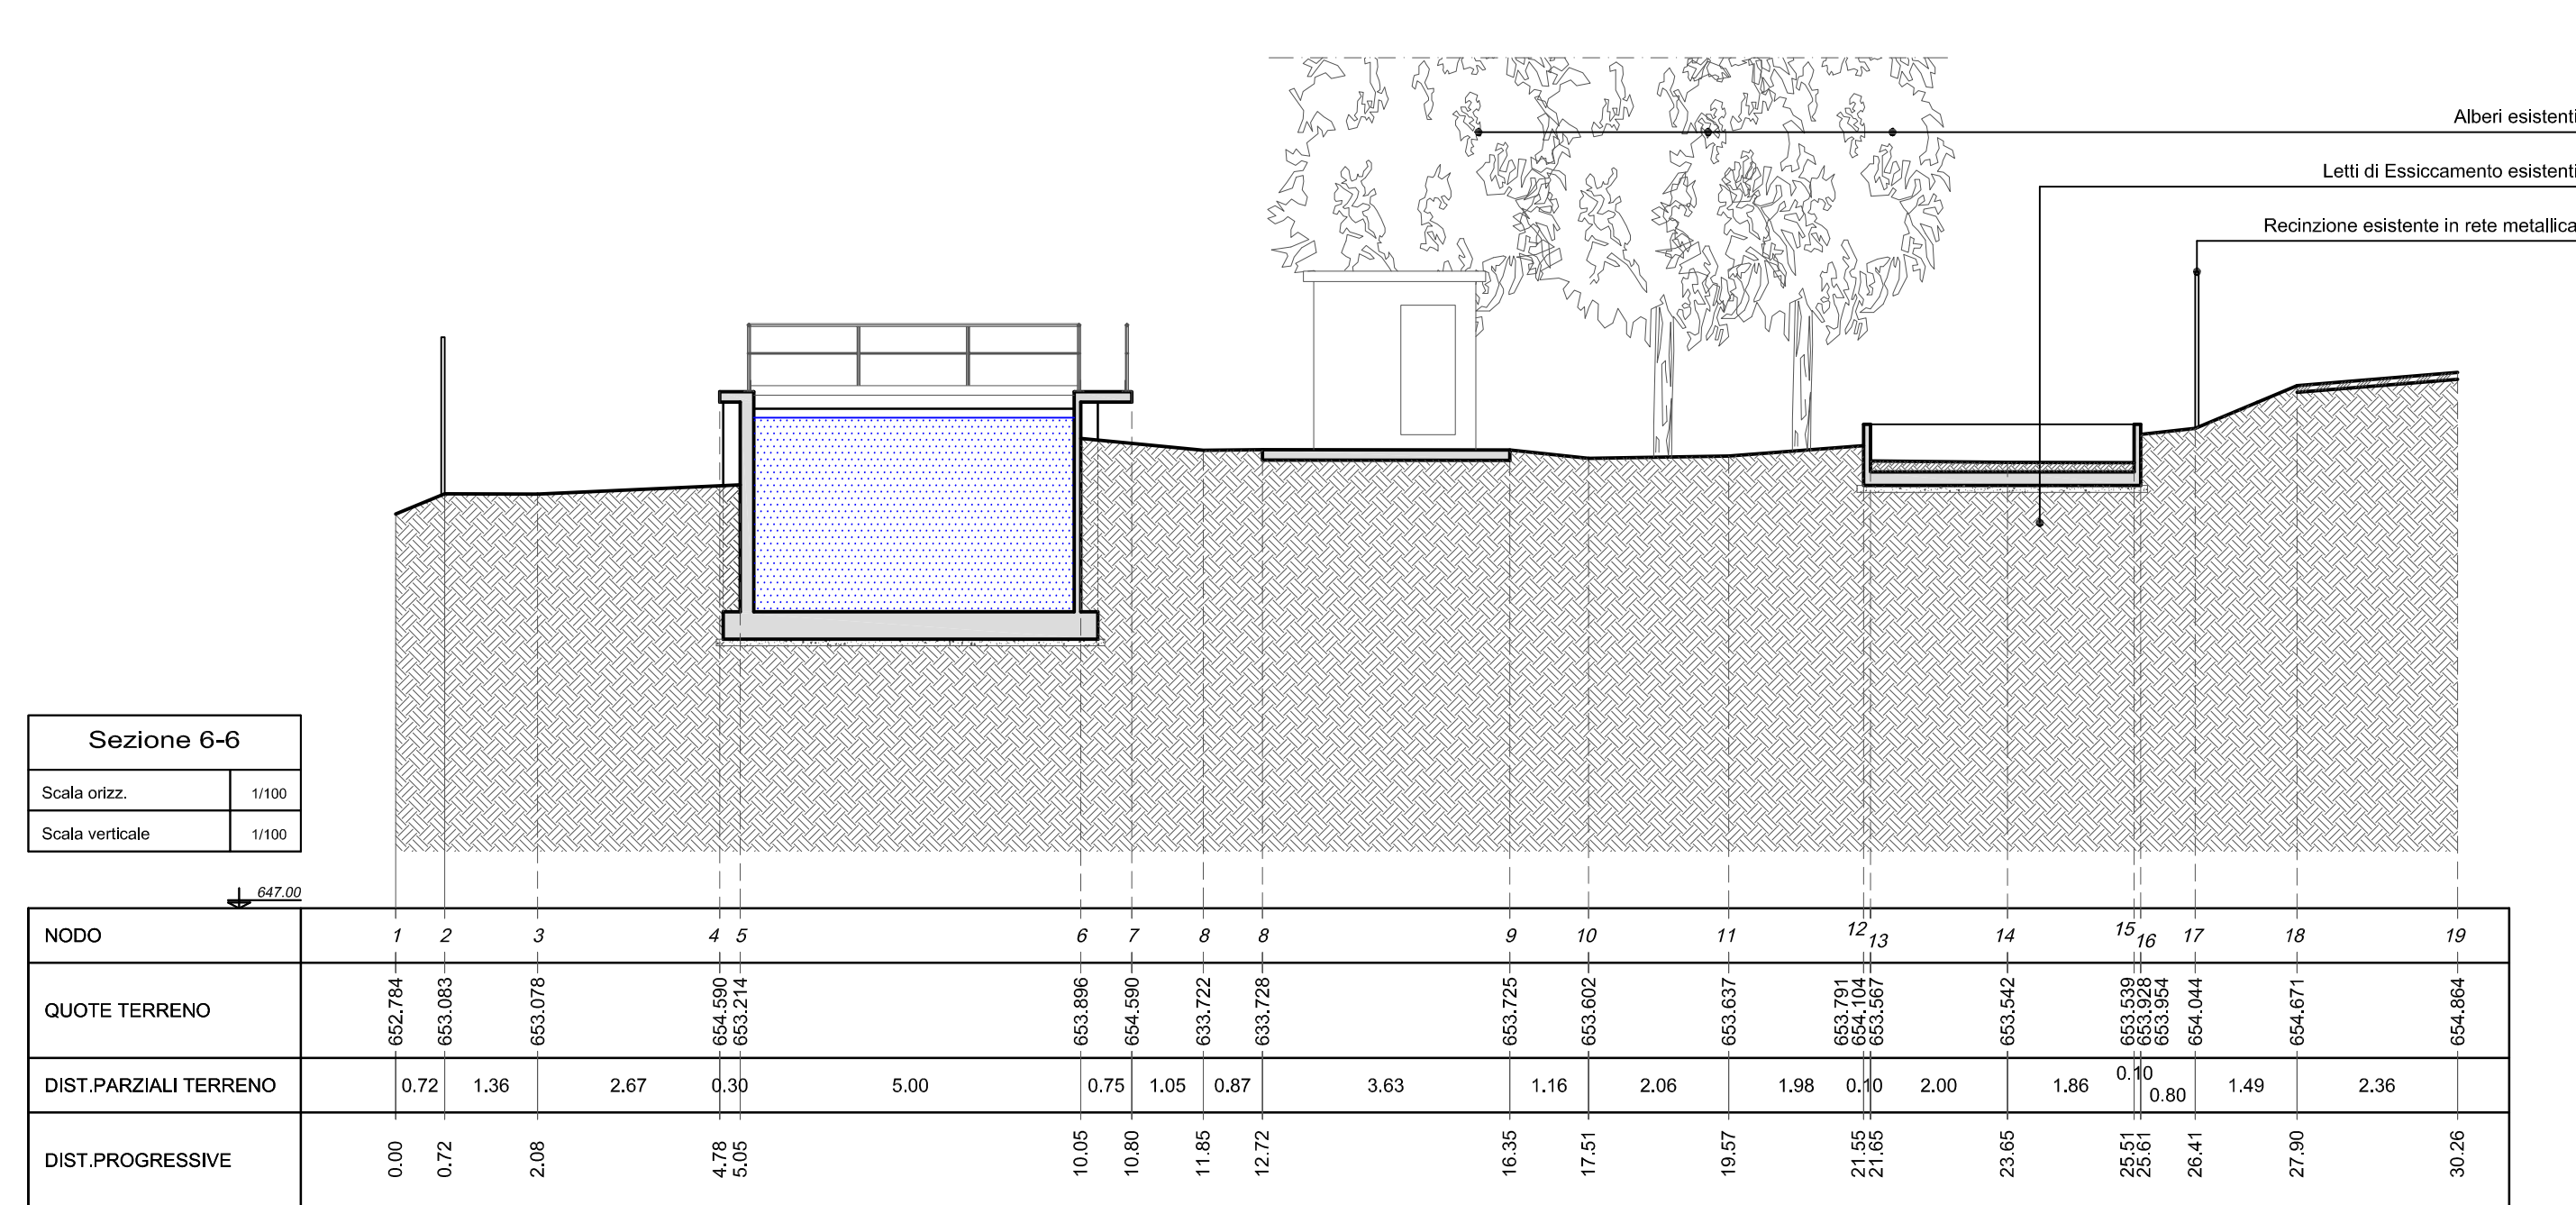 Alberi esistenti
Letti di Essiccamento esistenti
Recinzione esistente in rete metallica
Sezione 6-6
Scala orizz. 1/100
Scala verticale 1/100
647.00
NODO 1 2 3 4 5 6 7 8 8 9 10 11 12 13 14 15 16 17 18 19
QUOTE TERRENO 652.784 653.083 653.078 654.590 653.214 653.896 654.590 633.722 633.728 653.725 653.602 653.637 653.791 654.104 653.567 653.542 653.539 653.928 653.954 654.044 654.671 654.864
DIST.PARZIALI TERRENO 0.72 1.36 2.67 0.30 5.00 0.75 1.05 0.87 3.63 1.16 2.06 1.98 0.10 2.00 1.86 0.10 0.80 1.49 2.36
DIST.PROGRESSIVE 0.00 0.72 2.08 4.78 5.05 10.05 10.80 11.85 12.72 16.35 17.51 19.57 21.55 21.65 23.65 25.51 25.61 26.41 27.90 30.26